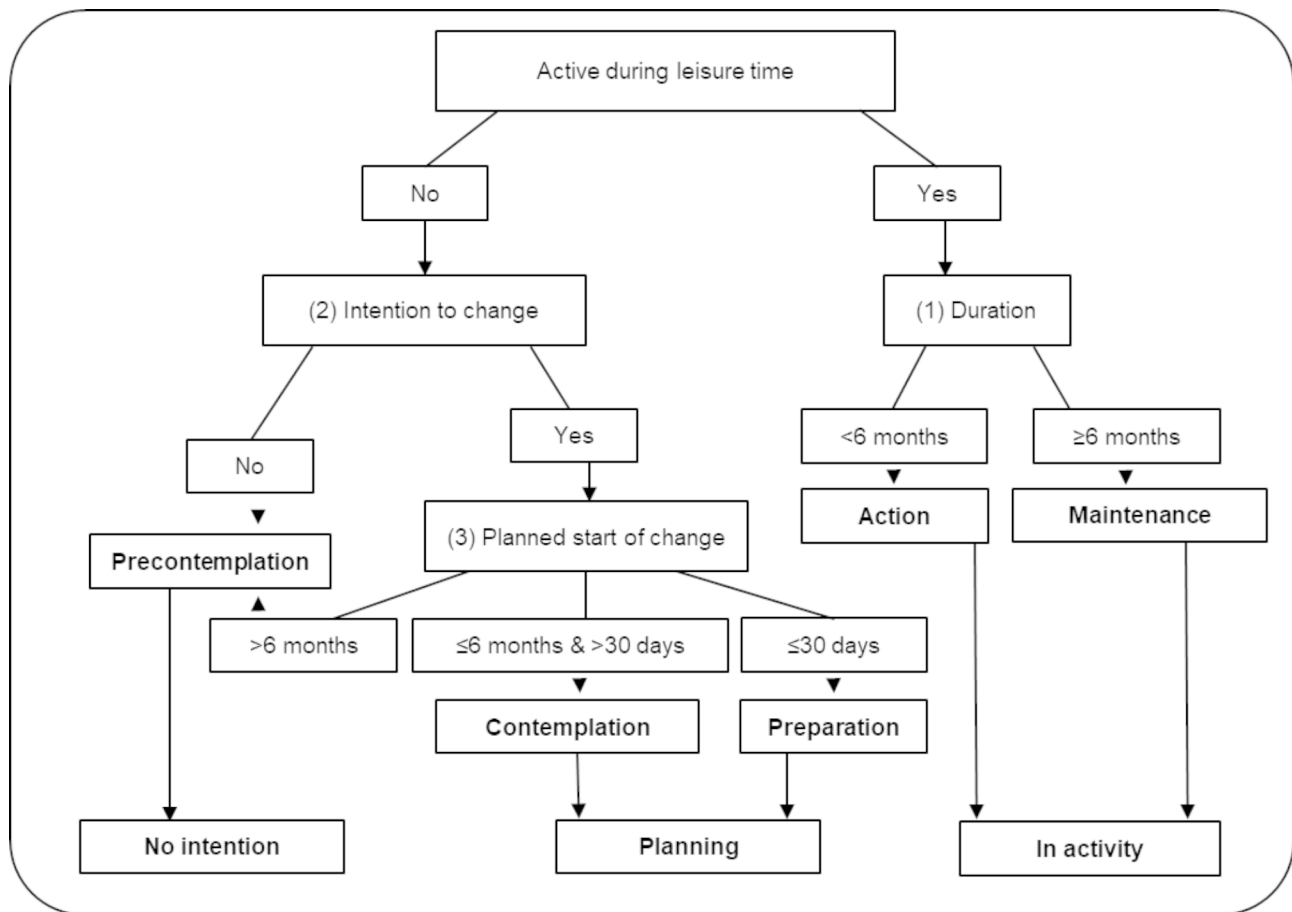 Active during leisure time
No
Yes
(2) Intention to change
(1) Duration
No
Yes
<6 months
≥6 months
Precontemplation
(3) Planned start of change
Action
Maintenance
>6 months
≤6 months & >30 days
≤30 days
Contemplation
Preparation
No intention
Planning
In activity